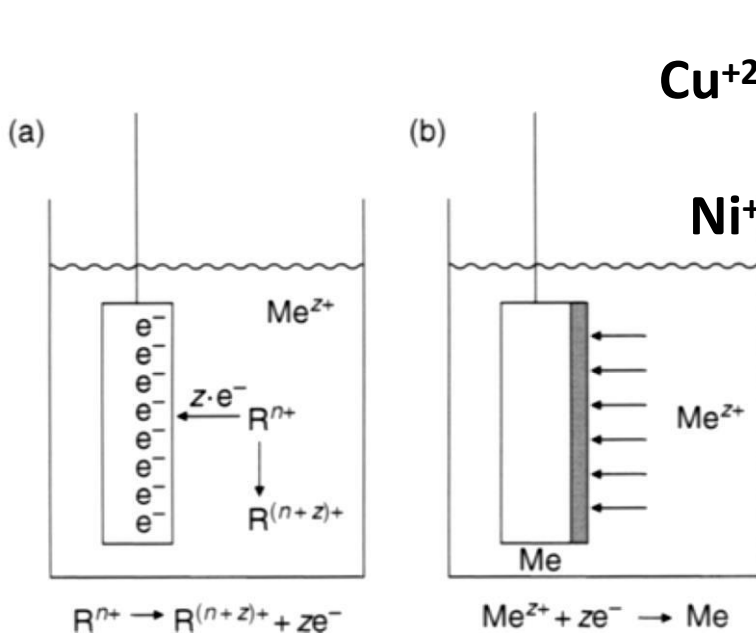 Cu⁺²
(a)
(b)
Ni⁺
Meᶻ⁺
e⁻
e⁻
e⁻
e⁻
e⁻
e⁻
e⁻
e⁻
z·e⁻
Rⁿ⁺
R⁽ⁿ⁺ᶻ⁾⁺
Meᶻ⁺
Me
Rⁿ⁺ → R⁽ⁿ⁺ᶻ⁾⁺ + ze⁻
Meᶻ⁺ + ze⁻ → Me